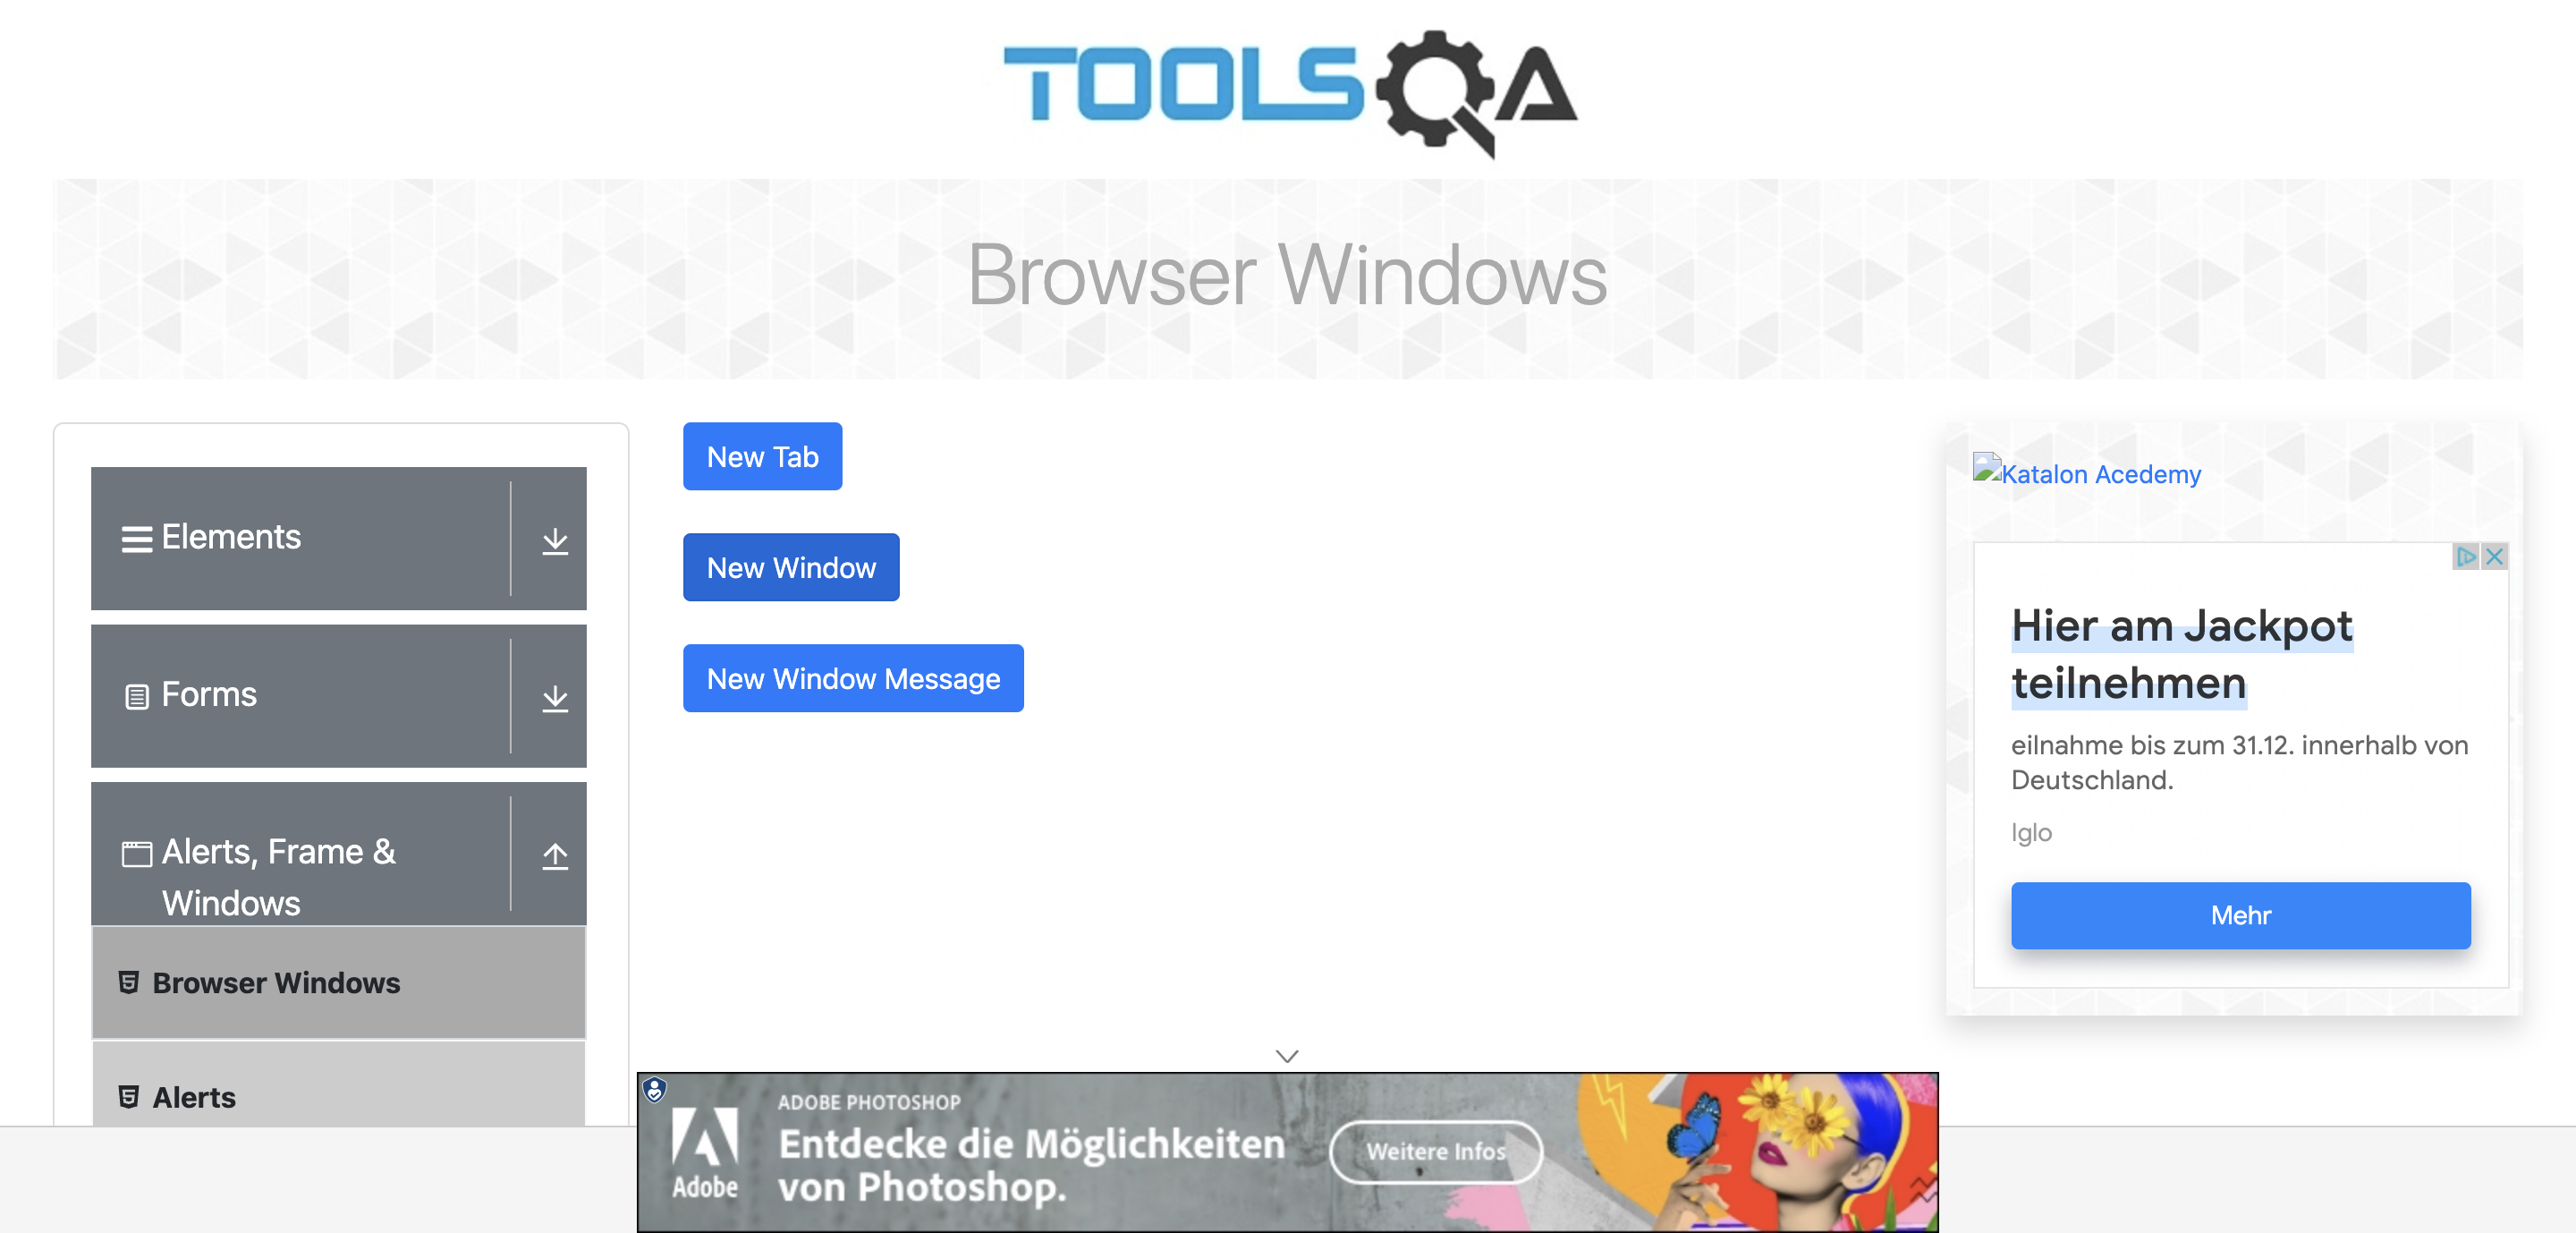 TOOLSQA
Browser Windows
Elements
Forms
Alerts, Frame &
Windows
Browser Windows
Alerts
New Tab
New Window
New Window Message
Katalon Acedemy
Hier am Jackpot
teilnehmen
eilnahme bis zum 31.12. innerhalb von
Deutschland.
Iglo
Mehr
Adobe
ADOBE PHOTOSHOP
Entdecke die Möglichkeiten
von Photoshop.
Weitere Infos